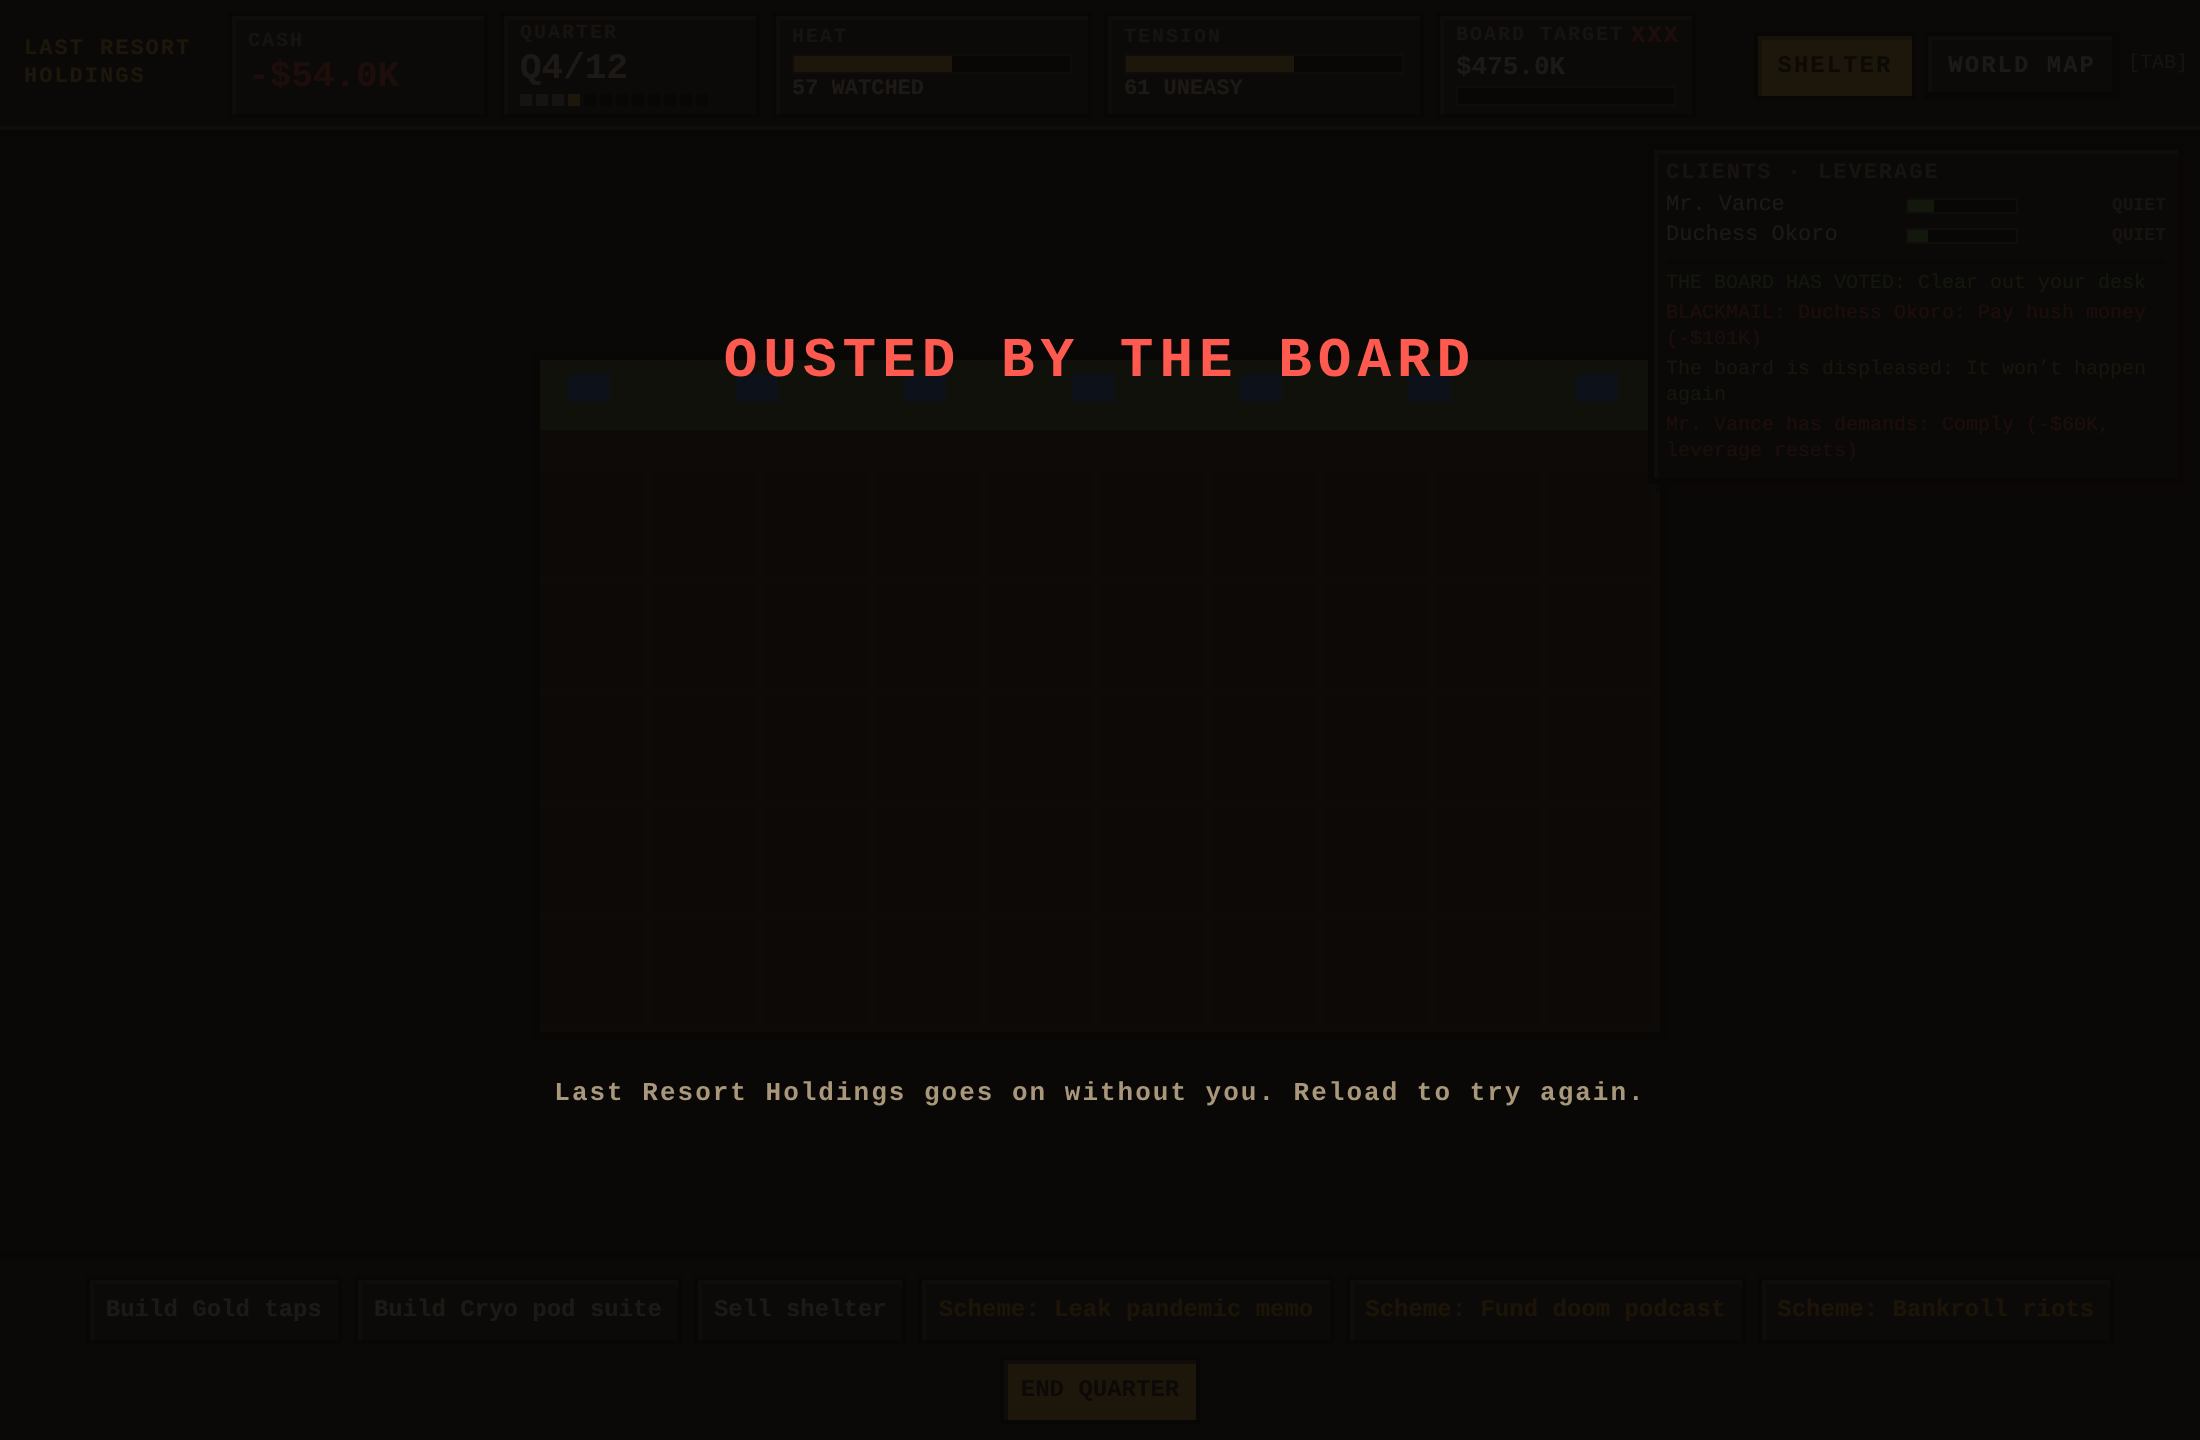 LAST RESORT
HOLDINGS
CASH
-$54.0K
QUARTER
Q4/12
HEAT
57 WATCHED
TENSION
61 UNEASY
BOARD TARGET XXX
$475.0K
SHELTER
WORLD MAP
[TAB]
CLIENTS · LEVERAGE
Mr. Vance QUIET
Duchess Okoro QUIET
THE BOARD HAS VOTED: Clear out your desk
BLACKMAIL: Duchess Okoro: Pay hush money
(-$101K)
The board is displeased: It won’t happen
again
Mr. Vance has demands: Comply (-$60K,
leverage resets)
OUSTED BY THE BOARD
Last Resort Holdings goes on without you. Reload to try again.
Build Gold taps
Build Cryo pod suite
Sell shelter
Scheme: Leak pandemic memo
Scheme: Fund doom podcast
Scheme: Bankroll riots
END QUARTER